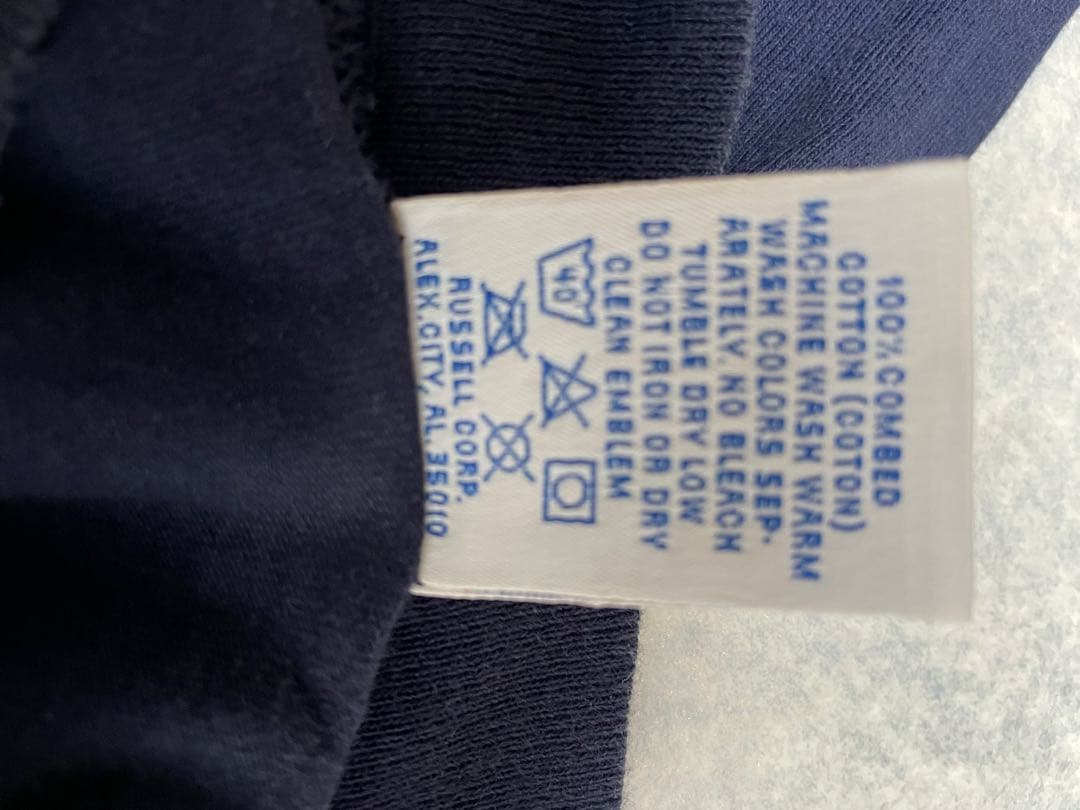 100% COMBED
COTTON (COTON)
MACHINE WASH WARM
WASH COLORS SEP-
ARATELY. NO BLEACH
TUMBLE DRY LOW
DO NOT IRON OR DRY
CLEAN EMBLEM
40°
RUSSELL CORP.
ALEX. CITY, AL. 35010